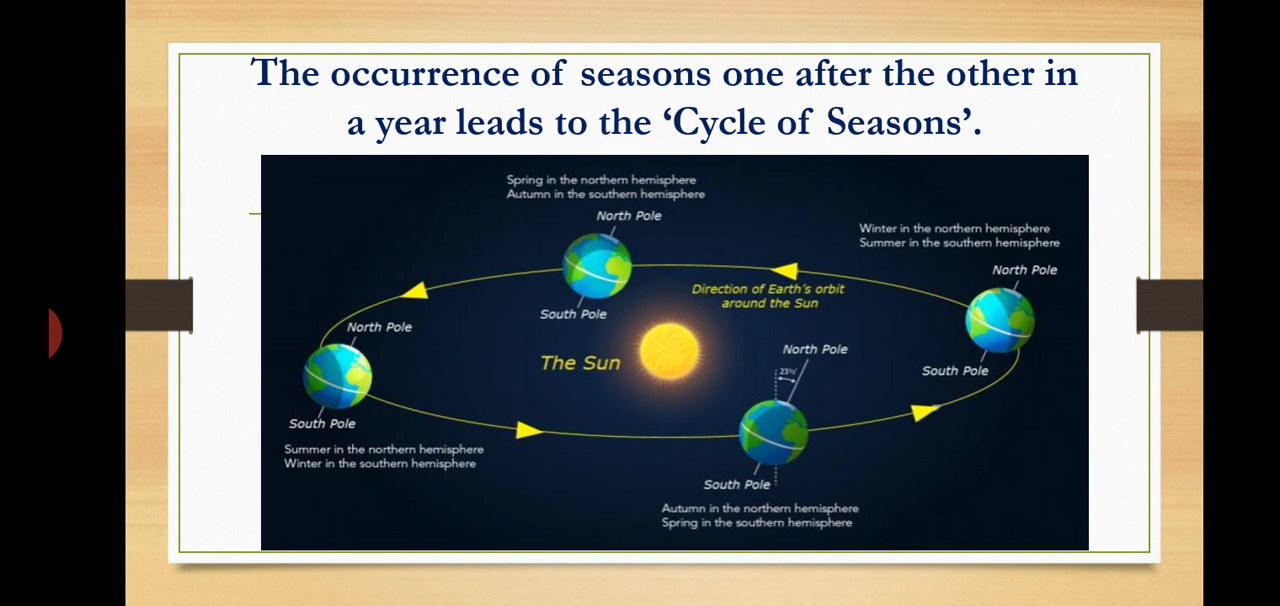 The occurrence of seasons one after the other in
a year leads to the ‘Cycle of Seasons’.
Spring in the northern hemisphere
Autumn in the southern hemisphere
North Pole
South Pole
Winter in the northern hemisphere
Summer in the southern hemisphere
North Pole
South Pole
Direction of Earth's orbit
around the Sun
North Pole
South Pole
Summer in the northern hemisphere
Winter in the southern hemisphere
The Sun
North Pole
23½°
South Pole
Autumn in the northern hemisphere
Spring in the southern hemisphere